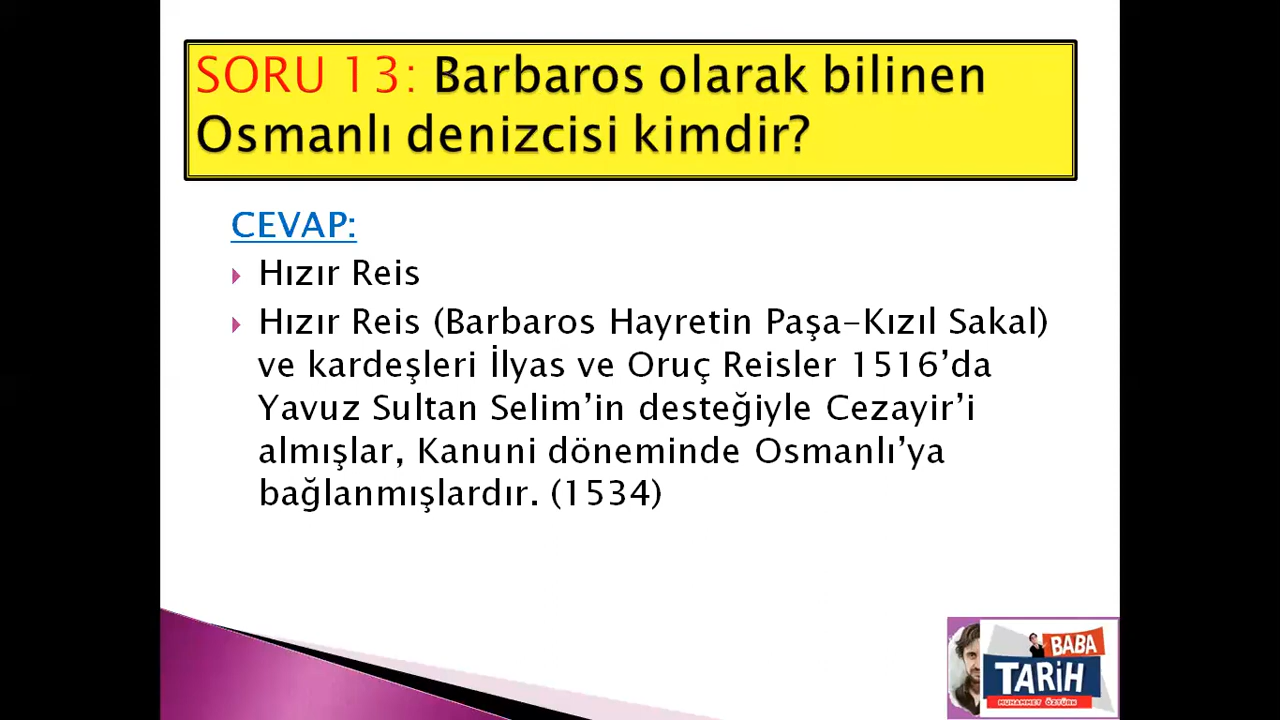 SORU 13: Barbaros olarak bilinen
Osmanlı denizcisi kimdir?
CEVAP:
Hızır Reis
Hızır Reis (Barbaros Hayretin Paşa-Kızıl Sakal)
ve kardeşleri İlyas ve Oruç Reisler 1516’da
Yavuz Sultan Selim’in desteğiyle Cezayir’i
almışlar, Kanuni döneminde Osmanlı’ya
bağlanmışlardır. (1534)
BABA
TARİH
MUHAMMET ÖZTÜRK